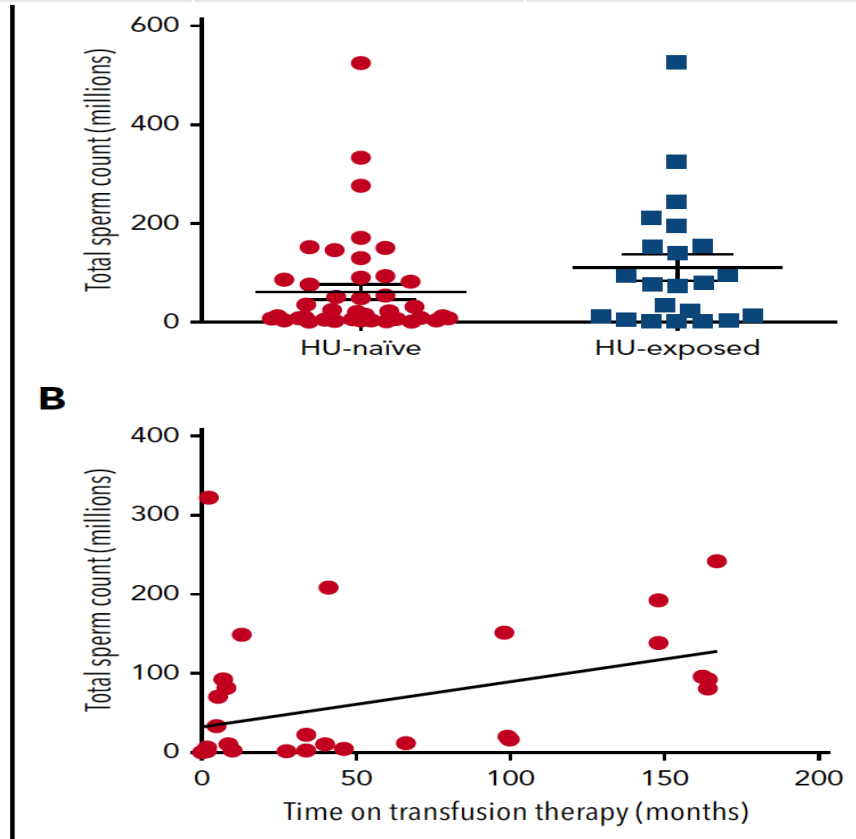 Total sperm count (millions)
600
400
200
0
HU-naïve
HU-exposed
B
Total sperm count (millions)
400
300
200
100
0
0
50
100
150
200
Time on transfusion therapy (months)